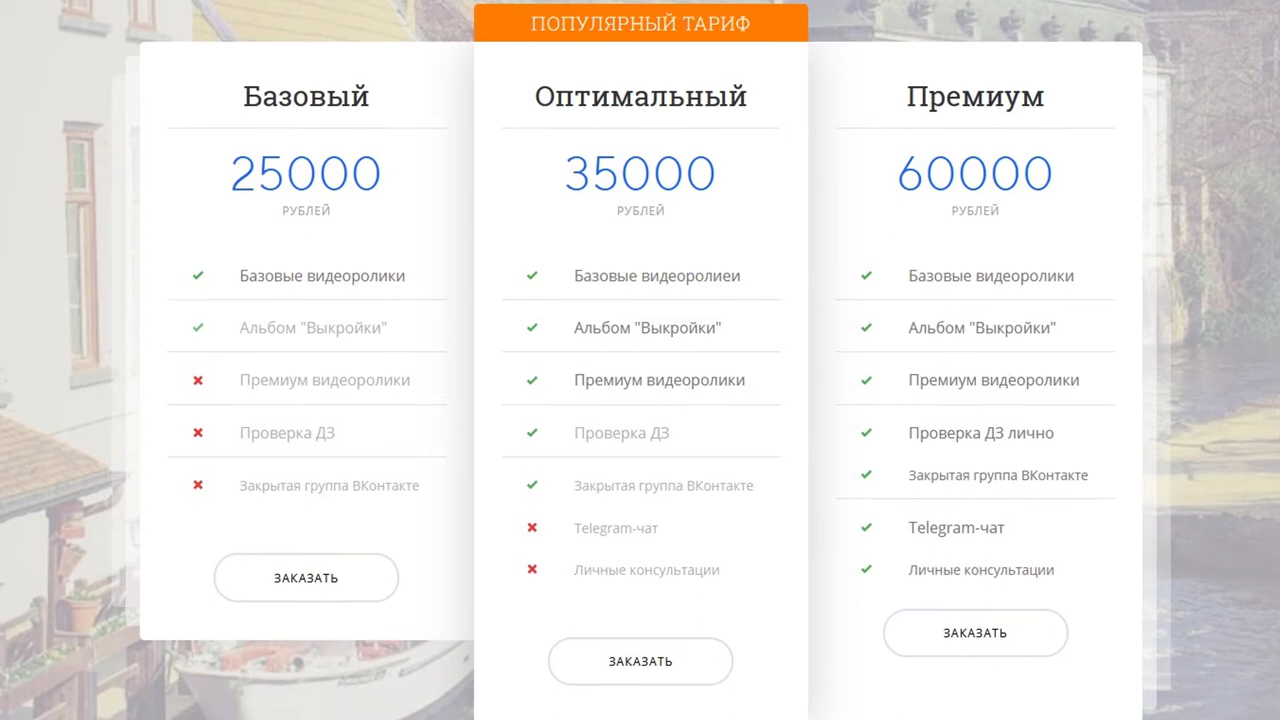 ПОПУЛЯРНЫЙ ТАРИФ
Базовый
25000
РУБЛЕЙ
Базовые видеоролики
Альбом "Выкройки"
Премиум видеоролики
Проверка ДЗ
Закрытая группа ВКонтакте
ЗАКАЗАТЬ
Оптимальный
35000
РУБЛЕЙ
Базовые видеоролиеи
Альбом "Выкройки"
Премиум видеоролики
Проверка ДЗ
Закрытая группа ВКонтакте
Telegram-чат
Личные консультации
ЗАКАЗАТЬ
Премиум
60000
РУБЛЕЙ
Базовые видеоролики
Альбом "Выкройки"
Премиум видеоролики
Проверка ДЗ лично
Закрытая группа ВКонтакте
Telegram-чат
Личные консультации
ЗАКАЗАТЬ